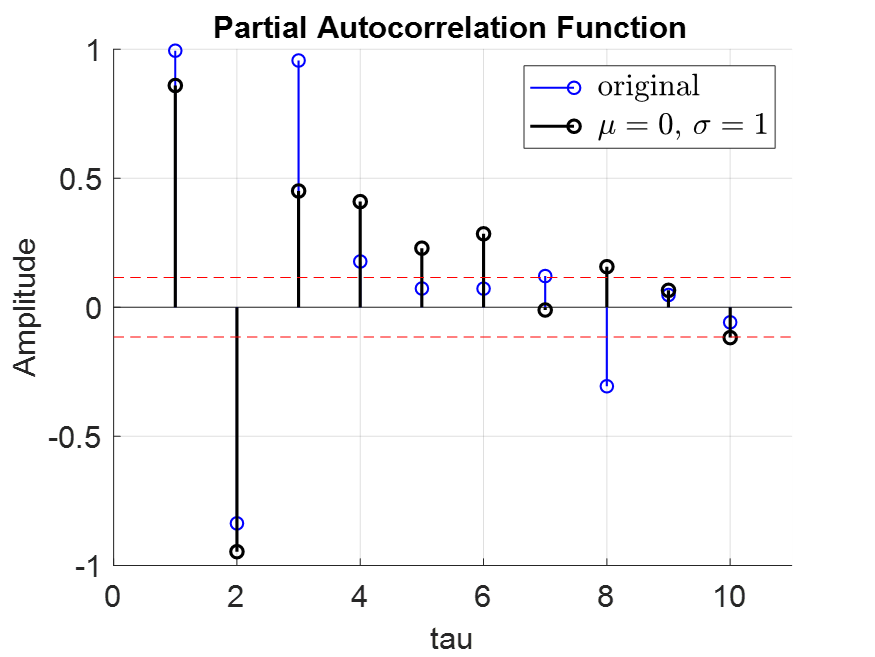 Partial Autocorrelation Function
original
μ = 0, σ = 1
Amplitude
1
0.5
0
-0.5
-1
0 2 4 6 8 10
tau